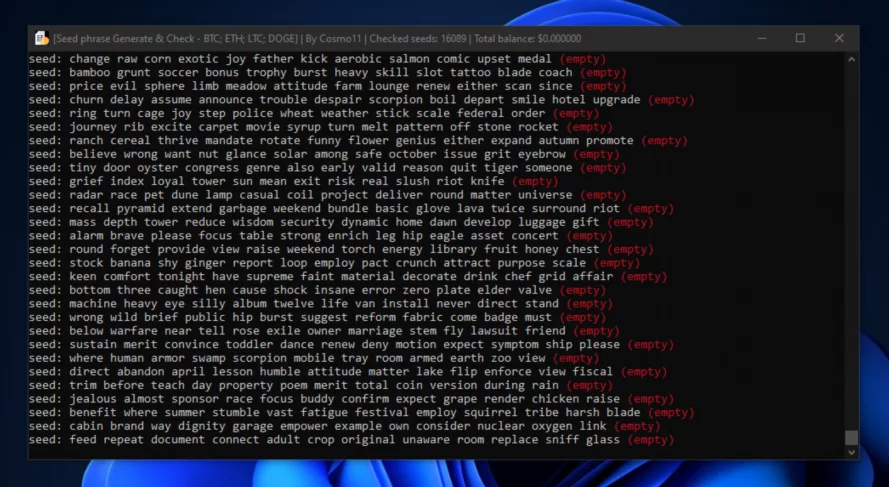 [Seed phrase Generate & Check - BTC; ETH; LTC; DOGE] | By Cosmo11 | Checked seeds: 16089 | Total balance: $0.000000
seed: change raw corn exotic joy father kick aerobic salmon comic upset medal (empty)
seed: bamboo grunt soccer bonus trophy burst heavy skill slot tattoo blade coach (empty)
seed: price evil sphere limb meadow attitude farm lounge renew either scan since (empty)
seed: churn delay assume announce trouble despair scorpion boil depart smile hotel upgrade (empty)
seed: ring turn cage joy step police wheat weather stick scale federal order (empty)
seed: journey rib excite carpet movie syrup turn melt pattern off stone rocket (empty)
seed: ranch cereal thrive mandate rotate funny flower genius either expand autumn promote (empty)
seed: believe wrong want nut glance solar among safe october issue grit eyebrow (empty)
seed: tiny door oyster congress genre also early valid reason quit tiger someone (empty)
seed: grief index loyal tower sun mean exit risk real slush riot knife (empty)
seed: radar race pet dune lamp casual coil project deliver round matter universe (empty)
seed: recall pyramid extend garbage weekend bundle basic glove lava twice surround riot (empty)
seed: mass depth tower reduce wisdom security dynamic home dawn develop luggage gift (empty)
seed: alarm brave please focus table strong enrich leg hip eagle asset concert (empty)
seed: round forget provide view raise weekend torch energy library fruit honey chest (empty)
seed: stock banana shy ginger report loop employ pact crunch attract purpose scale (empty)
seed: keen comfort tonight have supreme faint material decorate drink chef grid affair (empty)
seed: bottom three caught hen cause shock insane error zero plate elder valve (empty)
seed: machine heavy eye silly album twelve life van install never direct stand (empty)
seed: wrong wild brief public hip burst suggest reform fabric come badge must (empty)
seed: below warfare near tell rose exile owner marriage stem fly lawsuit friend (empty)
seed: sustain merit convince toddler dance renew deny motion expect symptom ship please (empty)
seed: where human armor swamp scorpion mobile tray room armed earth zoo view (empty)
seed: direct abandon april lesson humble attitude matter lake flip enforce view fiscal (empty)
seed: trim before teach day property poem merit total coin version during rain (empty)
seed: jealous almost sponsor race focus buddy confirm expect grape render chicken raise (empty)
seed: benefit where summer stumble vast fatigue festival employ squirrel tribe harsh blade (empty)
seed: cabin brand way dignity garage empower example own consider nuclear oxygen link (empty)
seed: feed repeat document connect adult crop original unaware room replace sniff glass (empty)